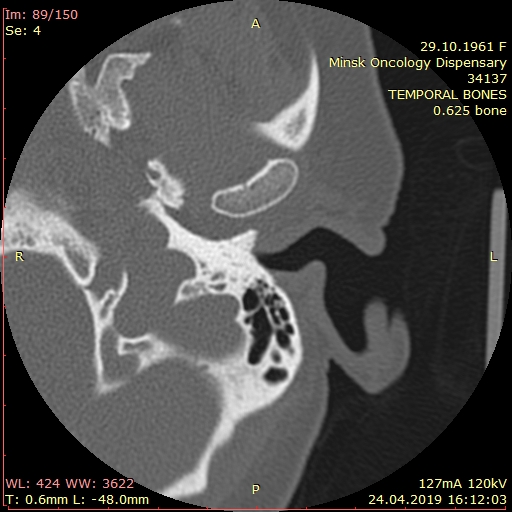 Im: 89/150
Se: 4
A
29.10.1961 F
Minsk Oncology Dispensary
34137
TEMPORAL BONES
0.625 bone
R
L
WL: 424 WW: 3622
T: 0.6mm L: -48.0mm
P
127mA 120kV
24.04.2019 16:12:03